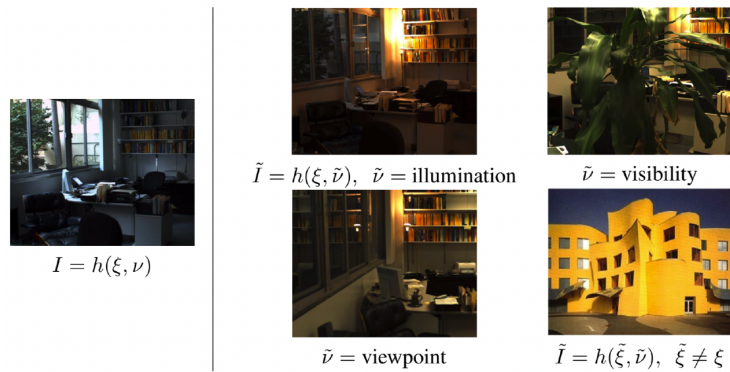 I = h(ξ, ν)
Ĩ = h(ξ, ν̃),  ν̃ = illumination
ν̃ = visibility
ν̃ = viewpoint
Ĩ = h(ξ̃, ν̃),  ξ̃ ≠ ξ